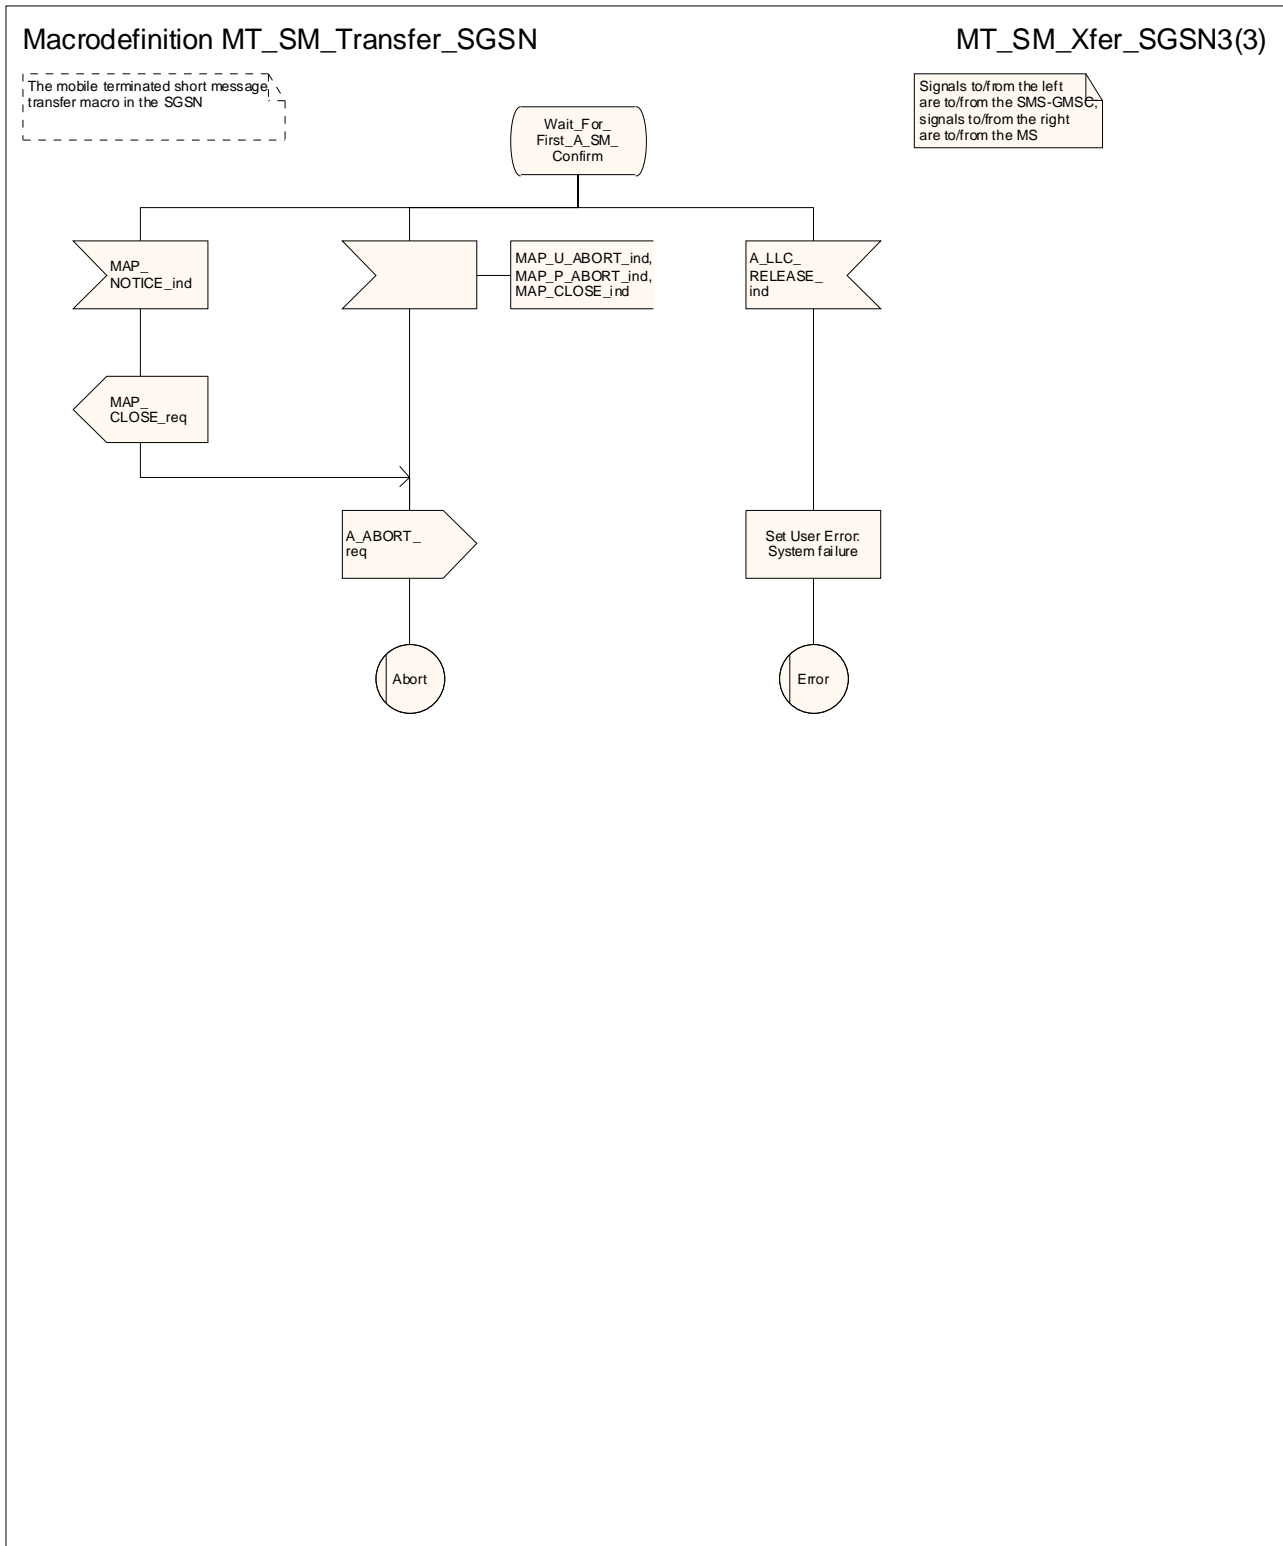 Macrodefinition MT_SM_Transfer_SGSN
MT_SM_Xfer_SGSN3(3)
The mobile terminated short message
transfer macro in the SGSN
Signals to/from the left
are to/from the SMS-GMSC;
signals to/from the right
are to/from the MS
Wait_For_
First_A_SM_
Confirm
MAP_
NOTICE_ind
MAP_U_ABORT_ind,
MAP_P_ABORT_ind,
MAP_CLOSE_ind
A_LLC_
RELEASE_
ind
MAP_
CLOSE_req
A_ABORT_
req
Set User Error:
System failure
Abort
Error